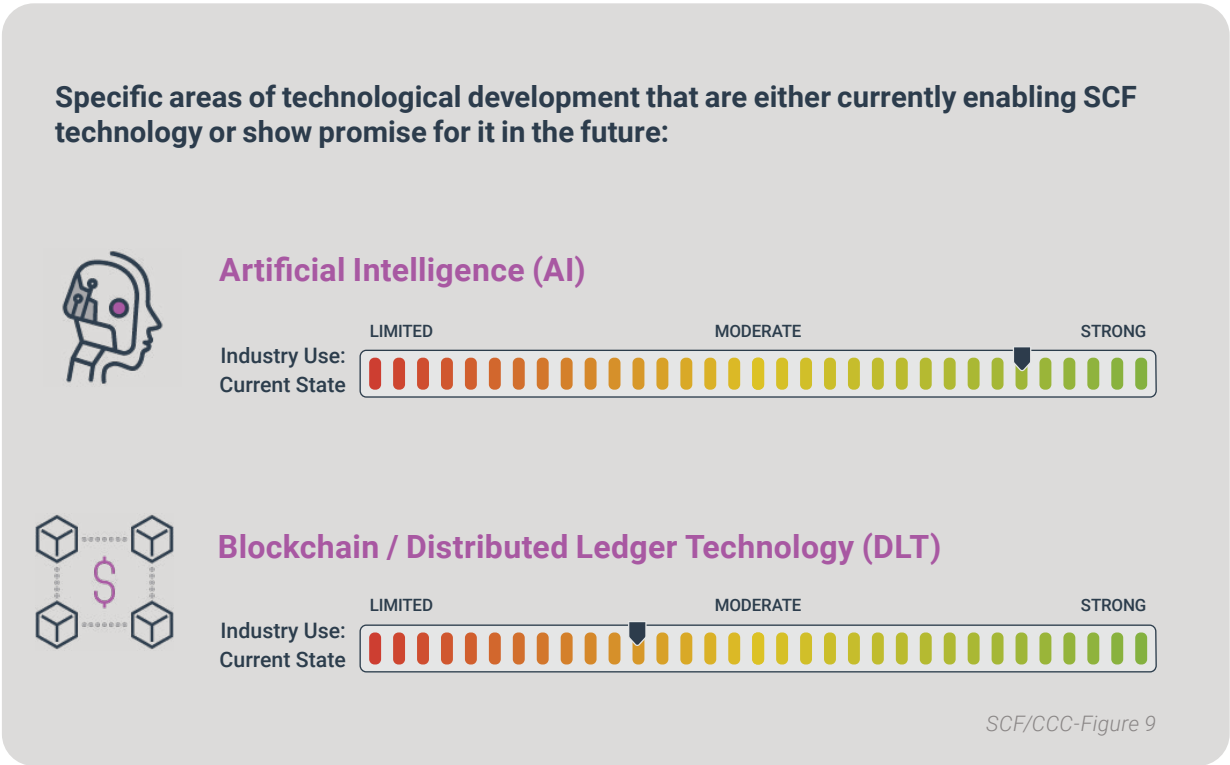 Specific areas of technological development that are either currently enabling SCF
technology or show promise for it in the future:
Artificial Intelligence (AI)
LIMITED MODERATE STRONG
Industry Use:
Current State
$
Blockchain / Distributed Ledger Technology (DLT)
LIMITED MODERATE STRONG
Industry Use:
Current State
SCF/CCC-Figure 9